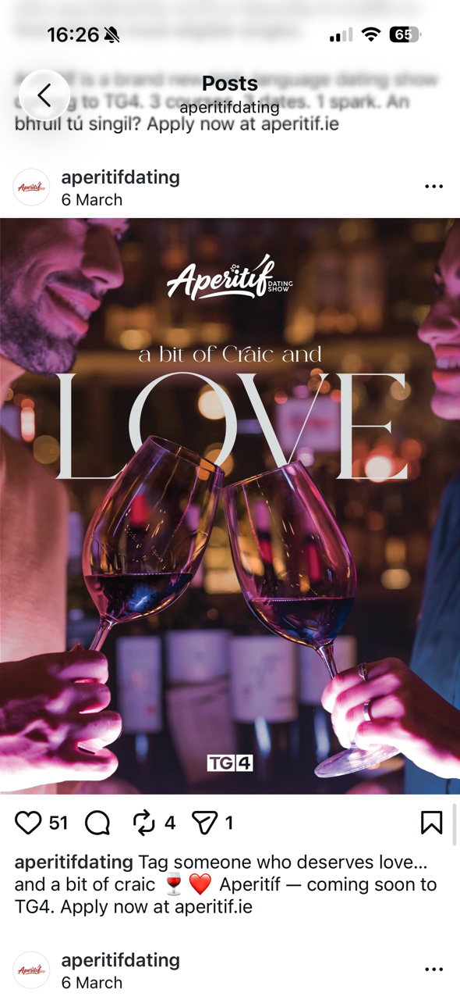 16:26
65
Posts
aperitifdating
bhfuil tú singil? Apply now at aperitif.ie
aperitifdating
6 March
Aperitíf DATING SHOW
a bit of Craic and
LOVE
TG4
51 4 1
aperitifdating Tag someone who deserves love...
and a bit of craic 🍷❤️ Aperitíf — coming soon to
TG4. Apply now at aperitif.ie
aperitifdating
6 March